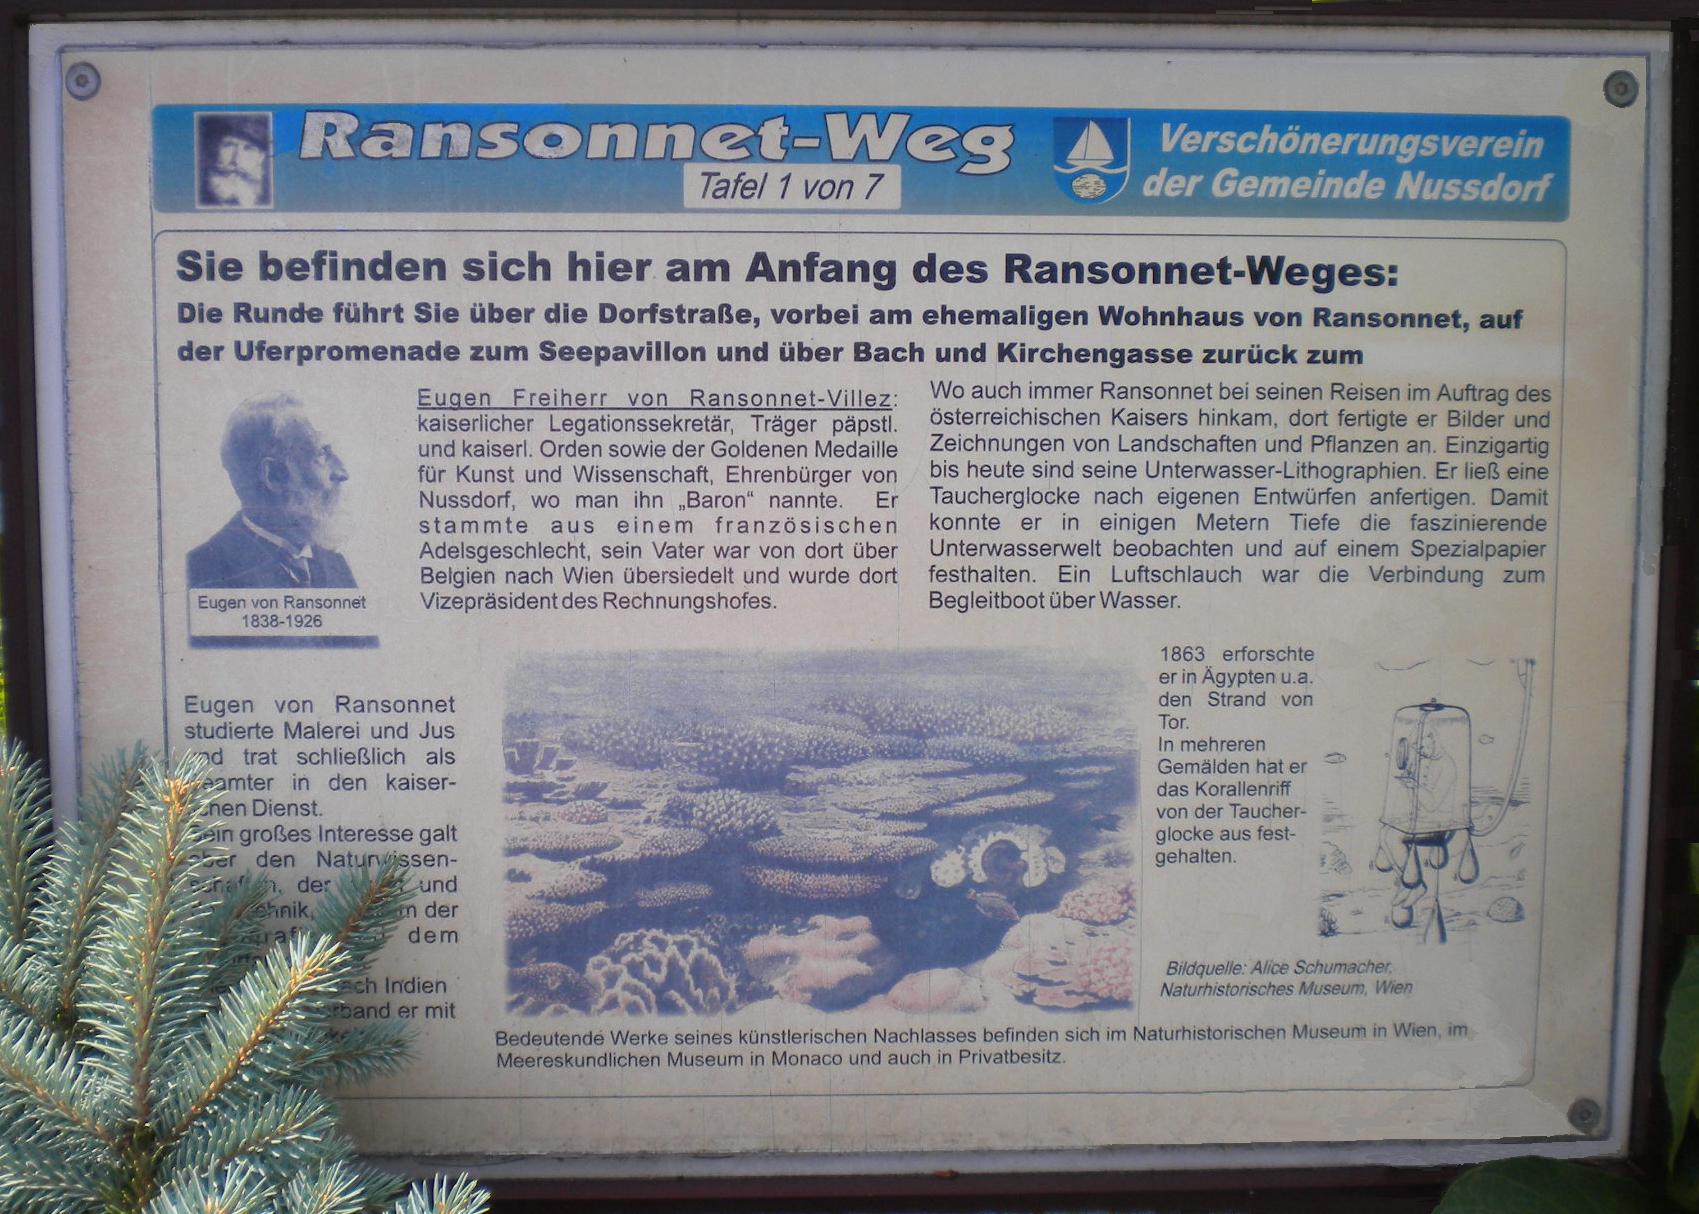 Ransonnet-Weg
Tafel 1 von 7
Verschönerungsverein
der Gemeinde Nussdorf
Sie befinden sich hier am Anfang des Ransonnet-Weges:
Die Runde führt Sie über die Dorfstraße, vorbei am ehemaligen Wohnhaus von Ransonnet, auf
der Uferpromenade zum Seepavillon und über Bach und Kirchengasse zurück zum
Eugen von Ransonnet
1838-1926
Eugen Freiherr von Ransonnet-Villez:
kaiserlicher Legationssekretär, Träger päpstl.
und kaiserl. Orden sowie der Goldenen Medaille
für Kunst und Wissenschaft, Ehrenbürger von
Nussdorf, wo man ihn „Baron“ nannte. Er
stammte aus einem französischen
Adelsgeschlecht, sein Vater war von dort über
Belgien nach Wien übersiedelt und wurde dort
Vizepräsident des Rechnungshofes.
Wo auch immer Ransonnet bei seinen Reisen im Auftrag des
österreichischen Kaisers hinkam, dort fertigte er Bilder und
Zeichnungen von Landschaften und Pflanzen an. Einzigartig
bis heute sind seine Unterwasser-Lithographien. Er ließ eine
Taucherglocke nach eigenen Entwürfen anfertigen. Damit
konnte er in einigen Metern Tiefe die faszinierende
Unterwasserwelt beobachten und auf einem Spezialpapier
festhalten. Ein Luftschlauch war die Verbindung zum
Begleitboot über Wasser.
Eugen von Ransonnet
studierte Malerei und Jus
und trat schließlich als
in den kaiser-
Dienst.
Sein großes Interesse galt
aber den Naturwissen-
der und
der
dem
Indien
er mit
1863 erforschte
er in Ägypten u.a.
den Strand von
Tor.
In mehreren
Gemälden hat er
das Korallenriff
von der Taucher-
glocke aus fest-
gehalten.
Bildquelle: Alice Schumacher,
Naturhistorisches Museum, Wien
Bedeutende Werke seines künstlerischen Nachlasses befinden sich im Naturhistorischen Museum in Wien, im
Meereskundlichen Museum in Monaco und auch in Privatbesitz.